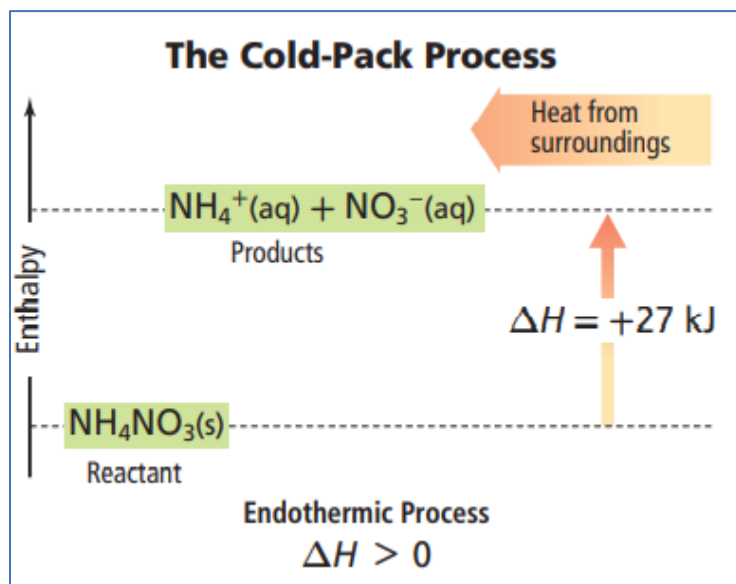 The Cold-Pack Process
Heat from
surroundings
NH₄⁺(aq) + NO₃⁻(aq)
Products
Enthalpy
ΔH = +27 kJ
NH₄NO₃(s)
Reactant
Endothermic Process
ΔH > 0